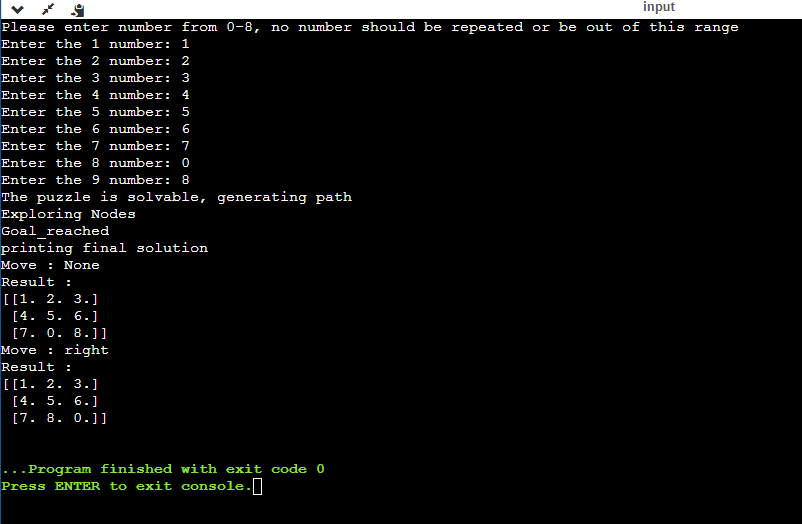 input
Please enter number from 0-8, no number should be repeated or be out of this range
Enter the 1 number: 1
Enter the 2 number: 2
Enter the 3 number: 3
Enter the 4 number: 4
Enter the 5 number: 5
Enter the 6 number: 6
Enter the 7 number: 7
Enter the 8 number: 0
Enter the 9 number: 8
The puzzle is solvable, generating path
Exploring Nodes
Goal_reached
printing final solution
Move : None
Result :
[[1. 2. 3.]
 [4. 5. 6.]
 [7. 0. 8.]]
Move : right
Result :
[[1. 2. 3.]
 [4. 5. 6.]
 [7. 8. 0.]]
...Program finished with exit code 0
Press ENTER to exit console.